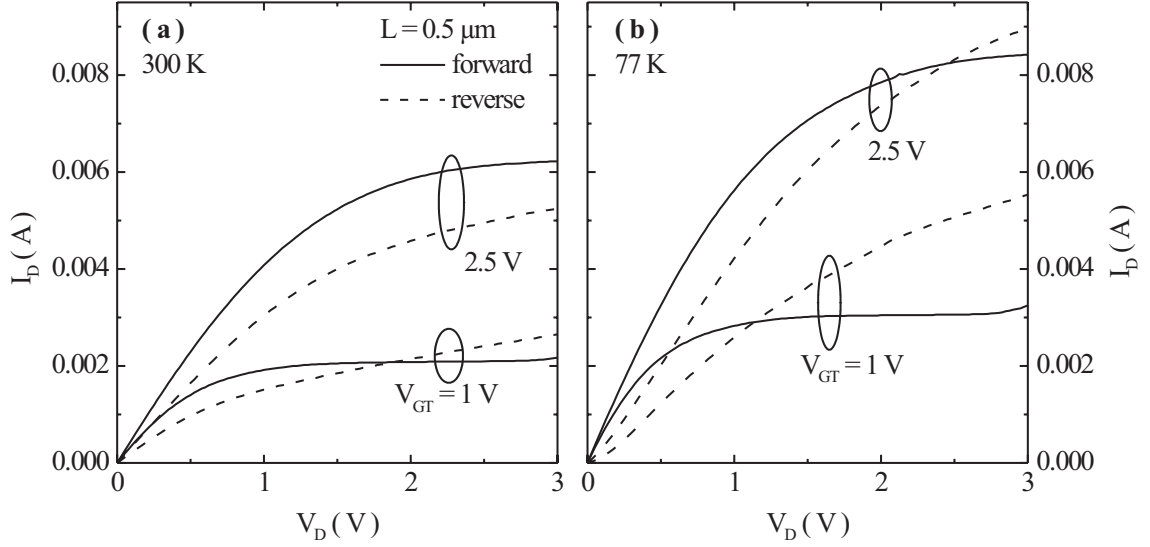 (a)
L = 0.5 µm
300 K
forward
reverse
2.5 V
V_GT = 1 V
0.008
0.006
0.004
0.002
0.000
I_D (A)
0 1 2 3
V_D (V)
(b)
77 K
2.5 V
V_GT = 1 V
0.008
0.006
0.004
0.002
0.000
I_D (A)
0 1 2 3
V_D (V)